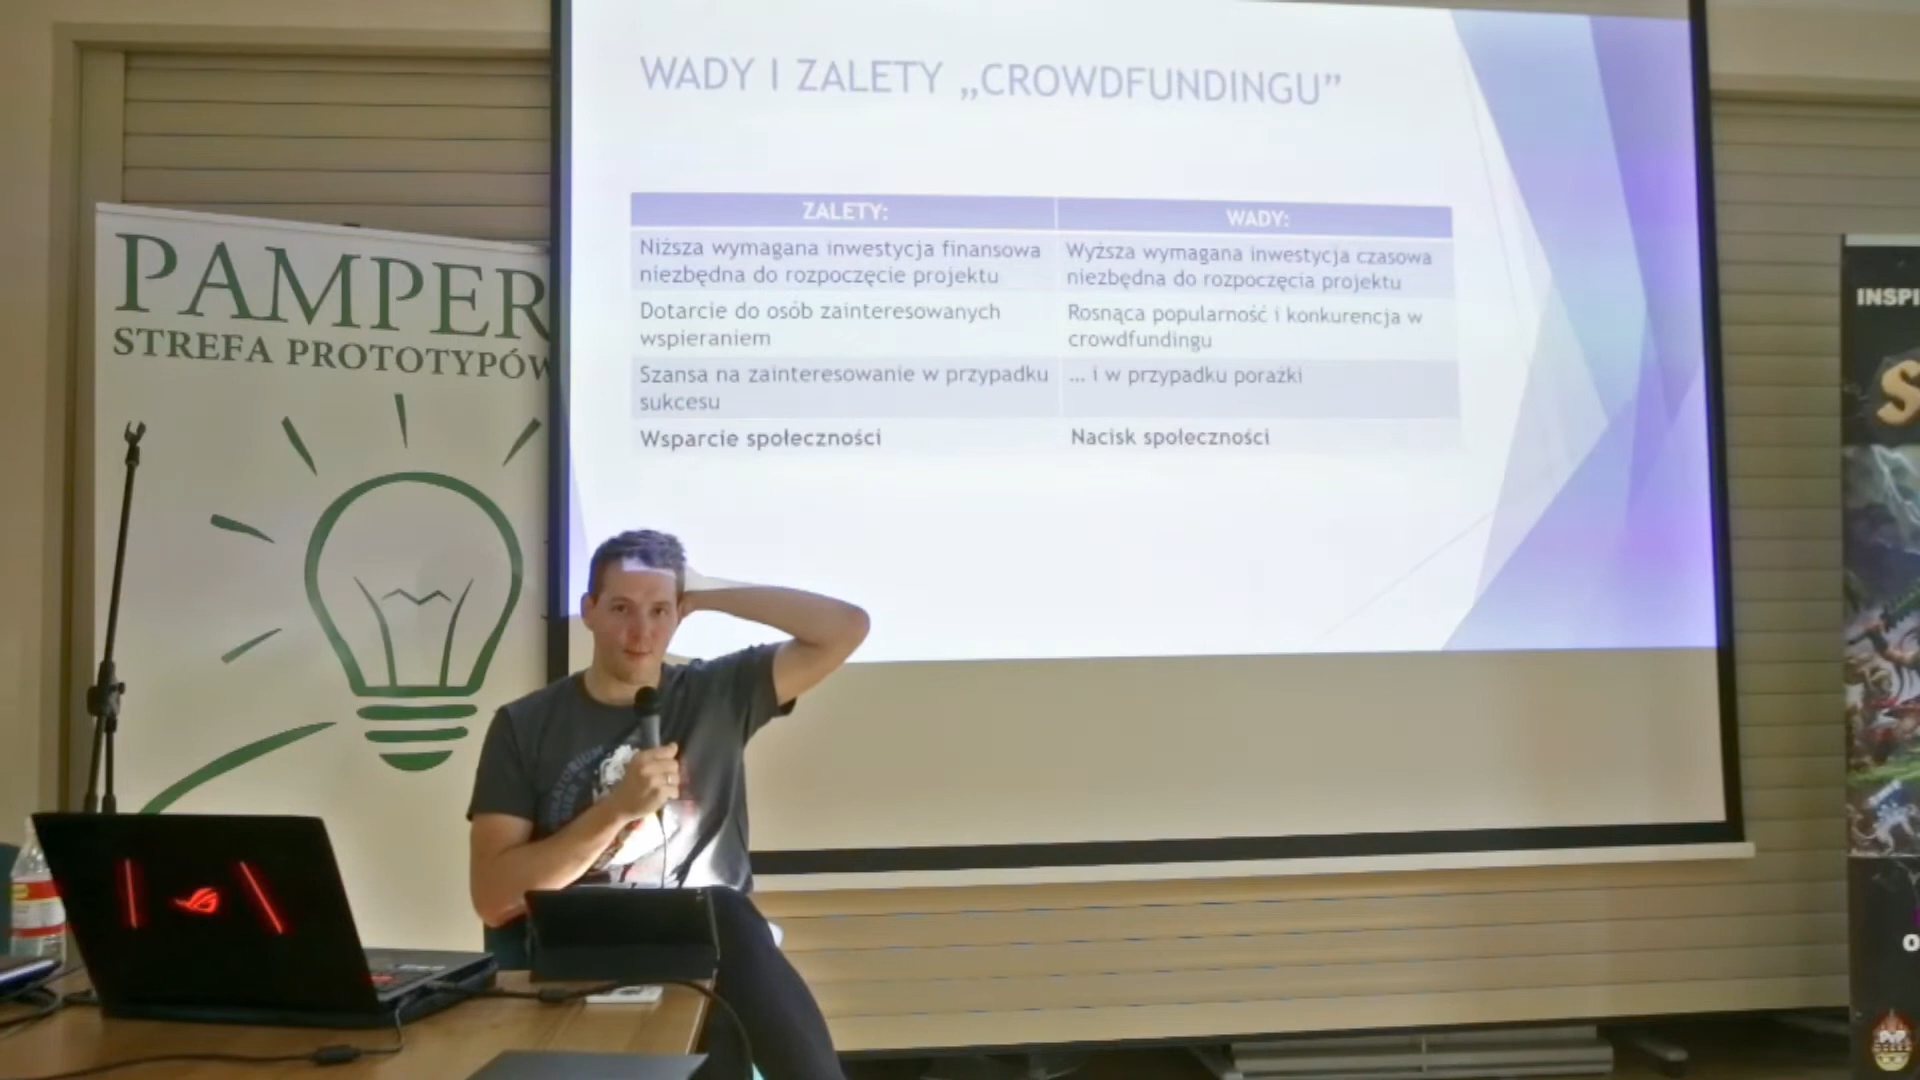 WADY I ZALETY „CROWDFUNDINGU”
ZALETY:
WADY:
Niższa wymagana inwestycja finansowa
niezbędna do rozpoczęcie projektu
Wyższa wymagana inwestycja czasowa
niezbędna do rozpoczęcia projektu
Dotarcie do osób zainteresowanych
wspieraniem
Rosnąca popularność i konkurencja w
crowdfundingu
Szansa na zainteresowanie w przypadku
sukcesu
... i w przypadku porażki
Wsparcie społeczności
Nacisk społeczności
PAMPER
STREFA PROTOTYPÓW
INSPI
S
O